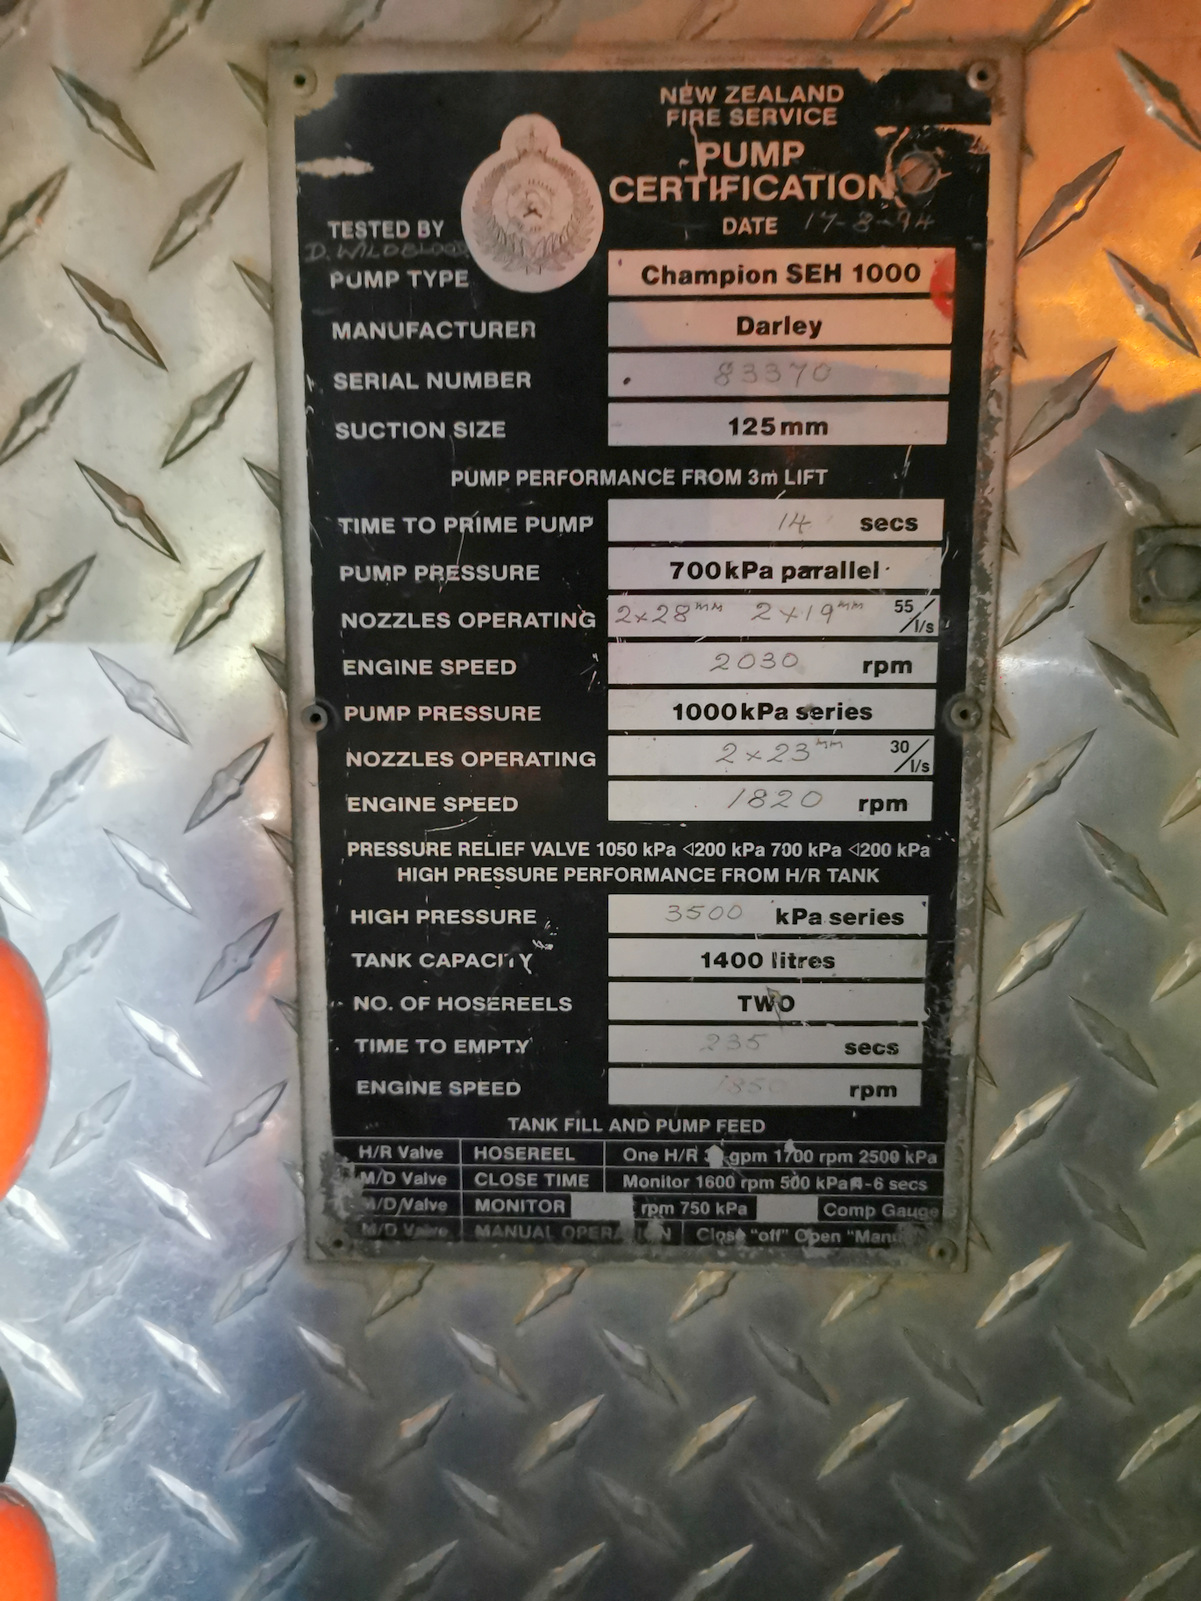 NEW ZEALAND
FIRE SERVICE
PUMP
CERTIFICATION
DATE 17-8-94
TESTED BY
D. WILDBLOOD
PUMP TYPE Champion SEH 1000
MANUFACTURER Darley
SERIAL NUMBER 83370
SUCTION SIZE 125mm
PUMP PERFORMANCE FROM 3m LIFT
TIME TO PRIME PUMP 14 secs
PUMP PRESSURE 700kPa parallel
NOZZLES OPERATING 2x28mm 2x19mm 55/l/s
ENGINE SPEED 2030 rpm
PUMP PRESSURE 1000kPa series
NOZZLES OPERATING 2x23mm 30/l/s
ENGINE SPEED 1820 rpm
PRESSURE RELIEF VALVE 1050 kPa ◁200 kPa 700 kPa ◁200 kPa
HIGH PRESSURE PERFORMANCE FROM H/R TANK
HIGH PRESSURE 3500 kPa series
TANK CAPACITY 1400 litres
NO. OF HOSEREELS TWO
TIME TO EMPTY 235 secs
ENGINE SPEED 1850 rpm
TANK FILL AND PUMP FEED
H/R Valve HOSEREEL One H/R gpm 1700 rpm 2500 kPa
M/D Valve CLOSE TIME Monitor 1600 rpm 500 kPa 4-6 secs
M/D/Valve MONITOR rpm 750 kPa Comp Gauge
M/D Valve MANUAL OPERATION Close "off" Open "Manu